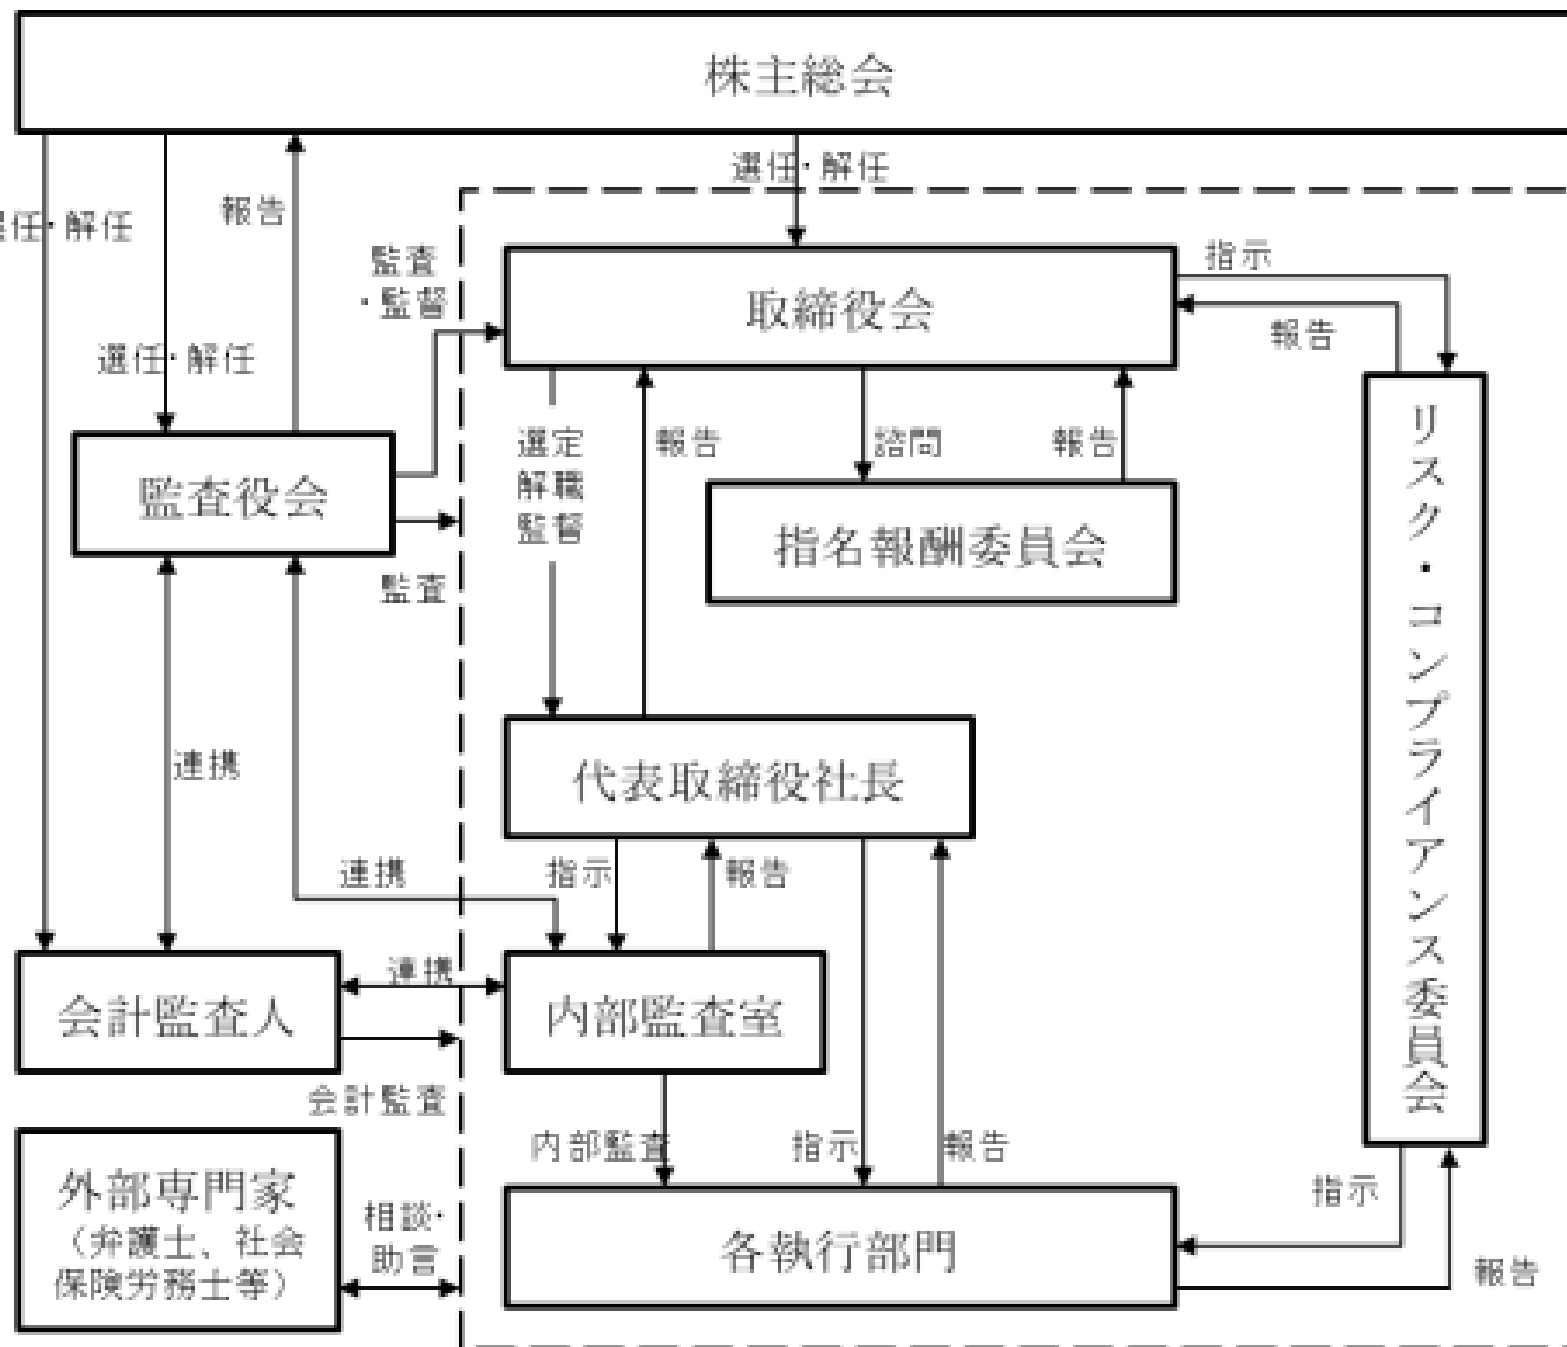 株主総会
選任・解任
報告
任・解任
監査
・監督
指示
取締役会
報告
選任・解任
選定
解職
監督
報告
諮問
報告
監査役会
指名報酬委員会
監査
リスク・コンプライアンス委員会
連携
代表取締役社長
連携
指示
報告
連携
会計監査人
内部監査室
会計監査
内部監査
指示
報告
外部専門家
(弁護士、社会
保険労務士等)
相談・
助言
指示
各執行部門
報告